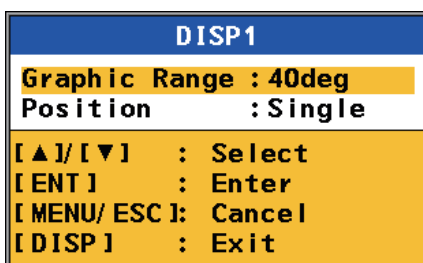 DISP1
Graphic Range : 40deg
Position : Single
[▲]/[▼] : Select
[ENT] : Enter
[MENU/ESC]: Cancel
[DISP] : Exit